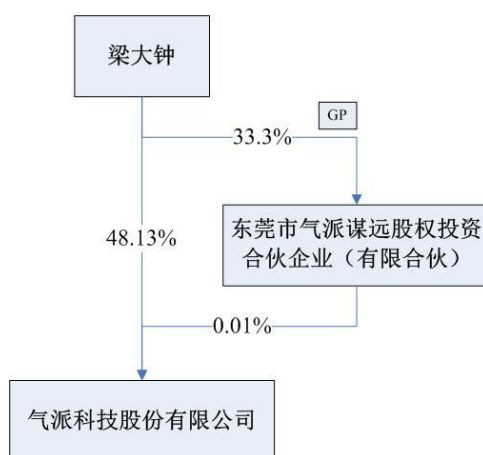 梁大钟
GP
33.3%
48.13%
东莞市气派谋远股权投资
合伙企业（有限合伙）
0.01%
气派科技股份有限公司